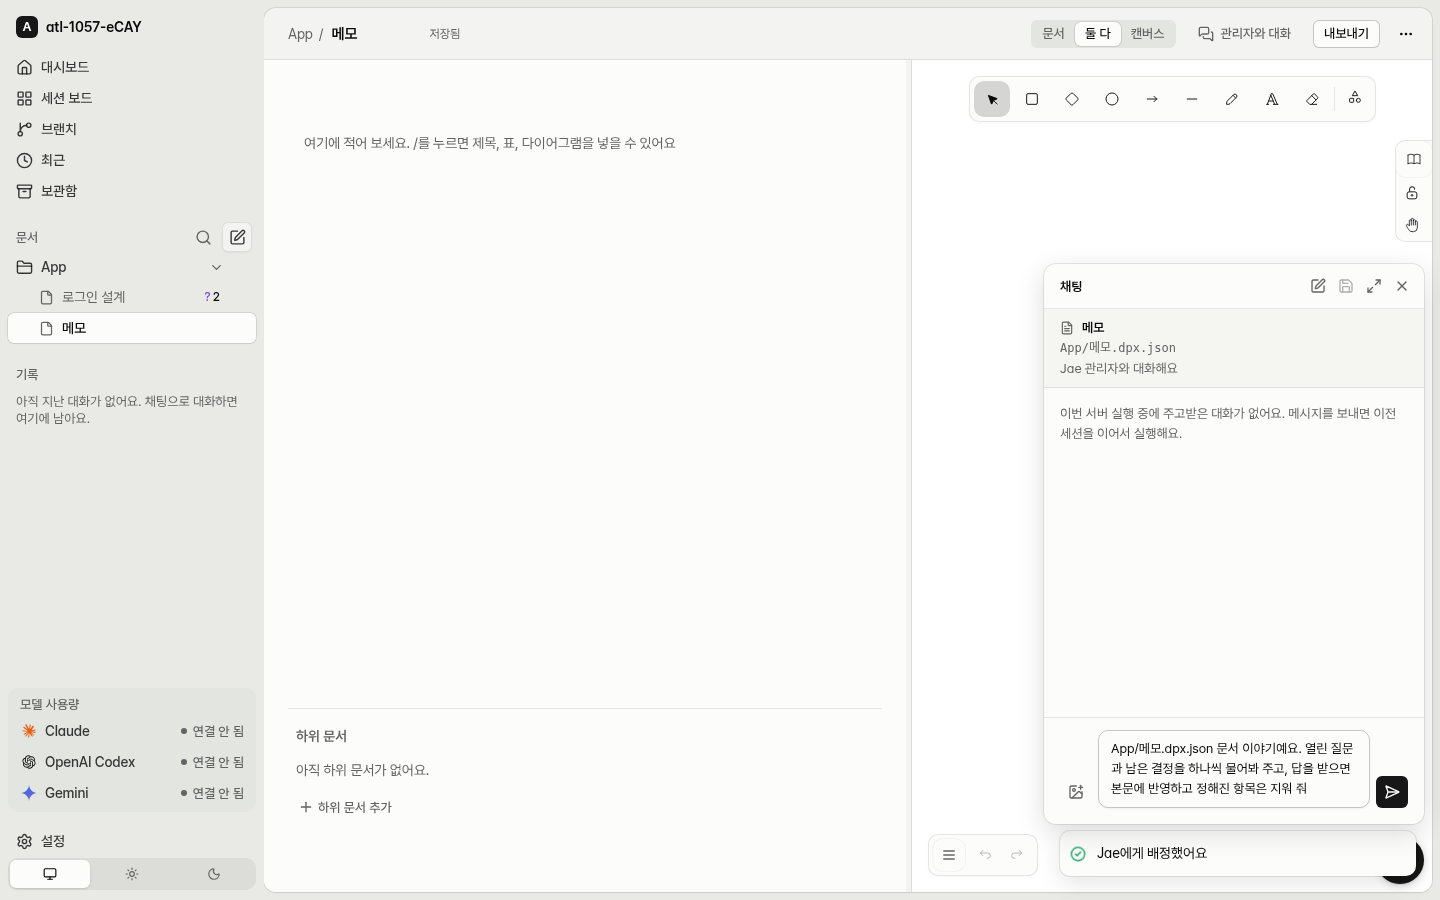 A atl-1057-eCAY
대시보드
세션 보드
브랜치
최근
보관함
문서
App
로그인 설계 ? 2
메모
기록
아직 지난 대화가 없어요. 채팅으로 대화하면
여기에 남아요.
모델 사용량
Claude 연결 안 됨
OpenAI Codex 연결 안 됨
Gemini 연결 안 됨
설정
App / 메모 저장됨
문서 둘 다 캔버스 관리자와 대화 내보내기
여기에 적어 보세요. /를 누르면 제목, 표, 다이어그램을 넣을 수 있어요
하위 문서
아직 하위 문서가 없어요.
하위 문서 추가
A
채팅
메모
App/메모.dpx.json
Jae 관리자와 대화해요
이번 서버 실행 중에 주고받은 대화가 없어요. 메시지를 보내면 이전
세션을 이어서 실행해요.
App/메모.dpx.json 문서 이야기예요. 열린 질문
과 남은 결정을 하나씩 물어봐 주고, 답을 받으면
본문에 반영하고 정해진 항목은 지워 줘
Jae에게 배정했어요